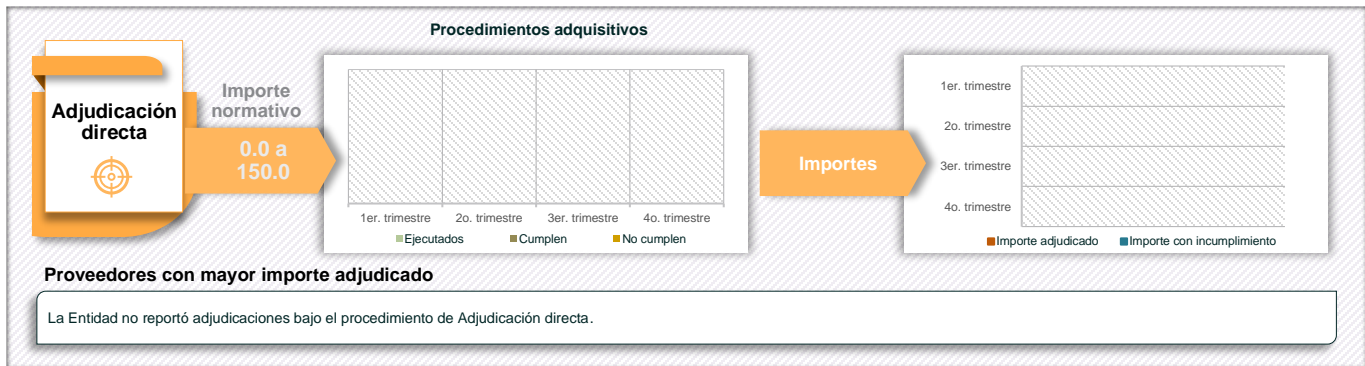 Procedimientos adquisitivos
Adjudicación
directa
Importe
normativo
0.0 a
150.0
1er. trimestre
2o. trimestre
3er. trimestre
4o. trimestre
Ejecutados
Cumplen
No cumplen
Importes
1er. trimestre
2o. trimestre
3er. trimestre
4o. trimestre
Importe adjudicado
Importe con incumplimiento
Proveedores con mayor importe adjudicado
La Entidad no reportó adjudicaciones bajo el procedimiento de Adjudicación directa.